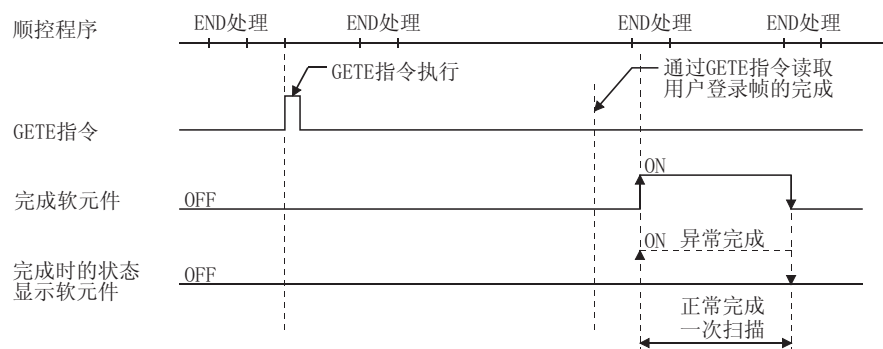 顺控程序
END处理
END处理
END处理
END处理
GETE指令执行
通过GETE指令读取
用户登录帧的完成
GETE指令
ON
完成软元件
OFF
ON
异常完成
完成时的状态
显示软元件
OFF
正常完成
一次扫描